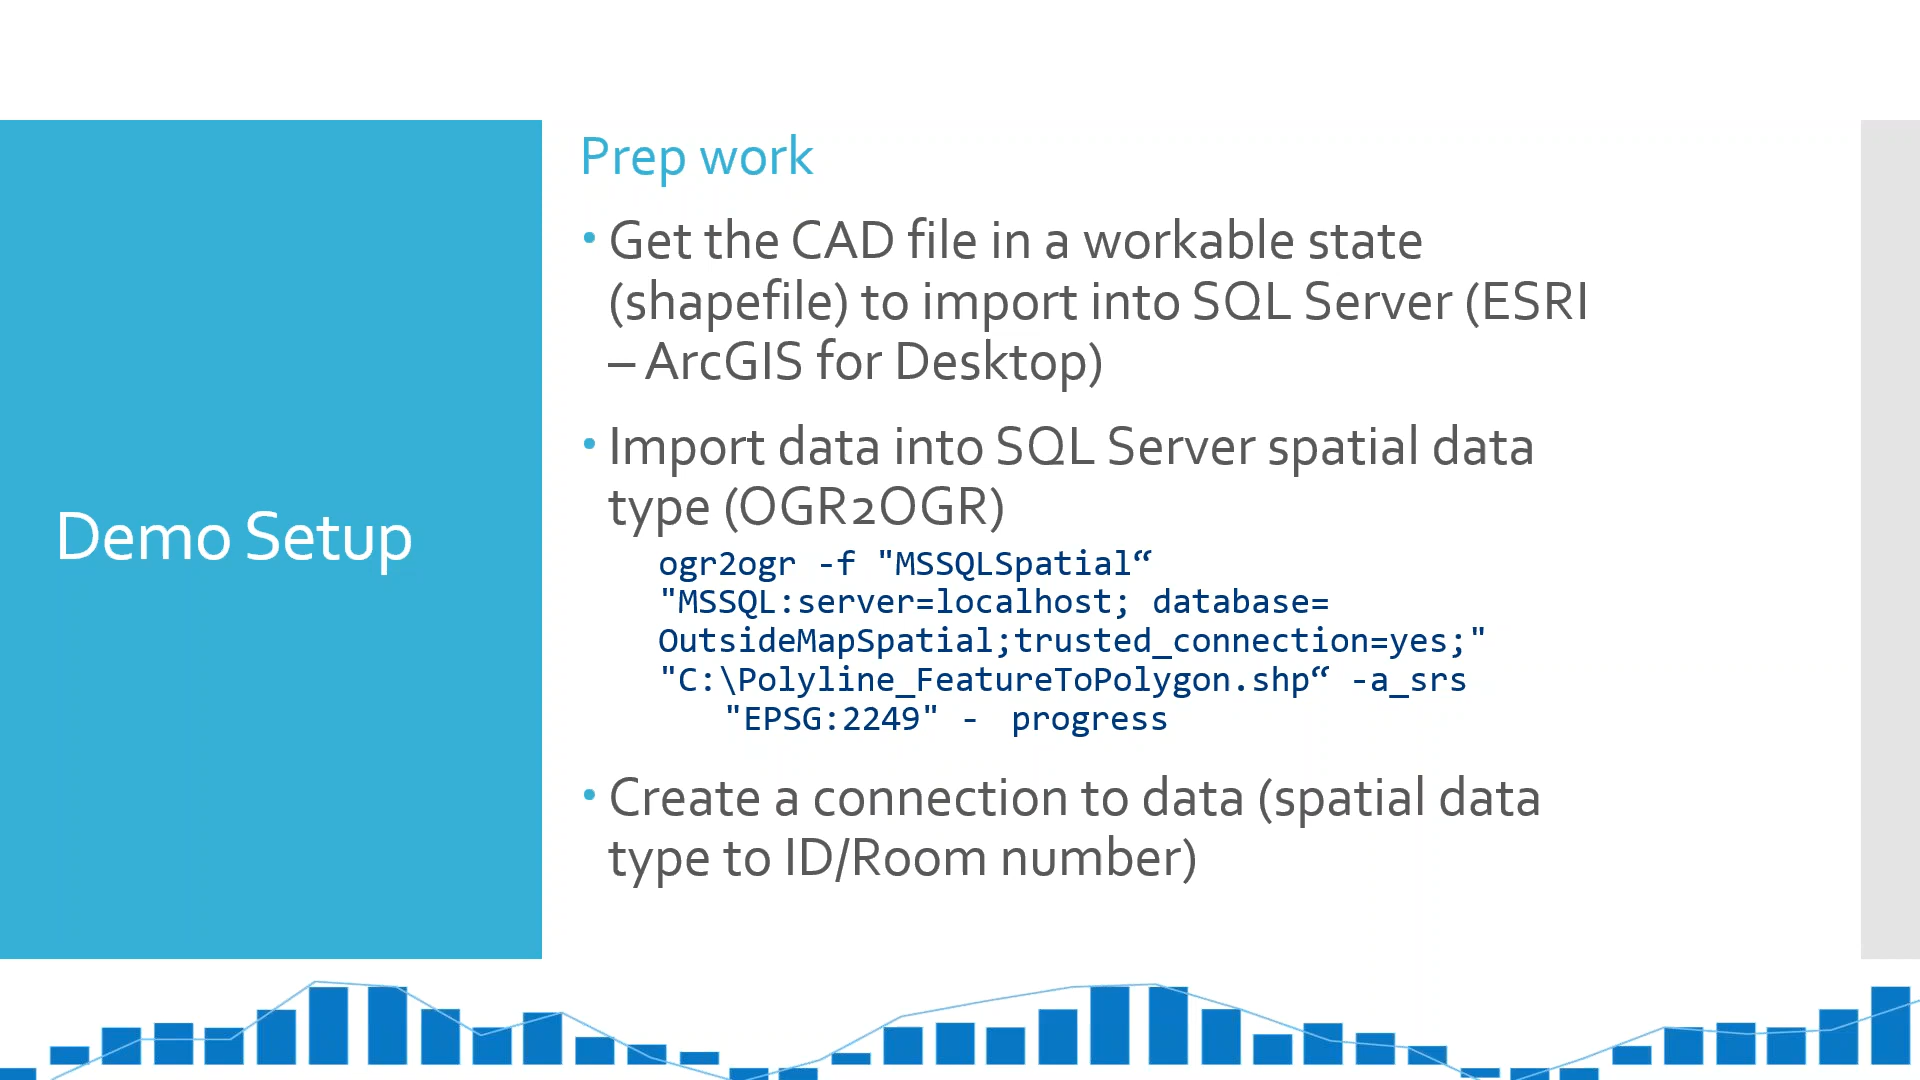 Demo Setup
Prep work
• Get the CAD file in a workable state
(shapefile) to import into SQL Server (ESRI
– ArcGIS for Desktop)
• Import data into SQL Server spatial data
type (OGR2OGR)
ogr2ogr -f "MSSQLSpatial“
"MSSQL:server=localhost; database=
OutsideMapSpatial;trusted_connection=yes;"
"C:\Polyline_FeatureToPolygon.shp“ -a_srs
"EPSG:2249" - progress
• Create a connection to data (spatial data
type to ID/Room number)